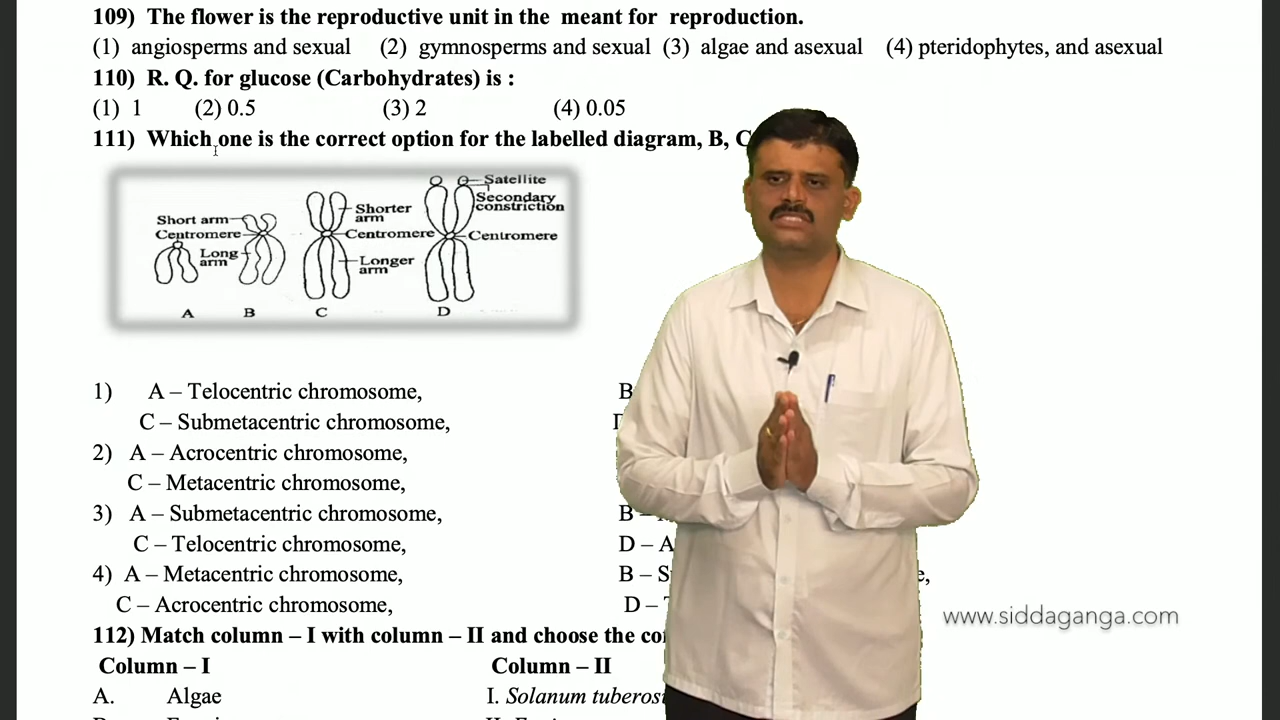 109) The flower is the reproductive unit in the meant for reproduction.
(1) angiosperms and sexual (2) gymnosperms and sexual (3) algae and asexual (4) pteridophytes, and asexual
110) R. Q. for glucose (Carbohydrates) is :
(1) 1 (2) 0.5 (3) 2 (4) 0.05
111) Which one is the correct option for the labelled diagram, B, C
Satellite
Secondary
constriction
Short arm
Shorter
arm
Centromere
Centromere
Centromere
Long
arm
Longer
arm
A B C D
1) A – Telocentric chromosome, B
C – Submetacentric chromosome,
2) A – Acrocentric chromosome,
C – Metacentric chromosome,
3) A – Submetacentric chromosome, B –
C – Telocentric chromosome, D – A
4) A – Metacentric chromosome, B – S e,
C – Acrocentric chromosome, D –
www.siddaganga.com
112) Match column – I with column – II and choose the
Column – I Column – II
A. Algae I. Solanum